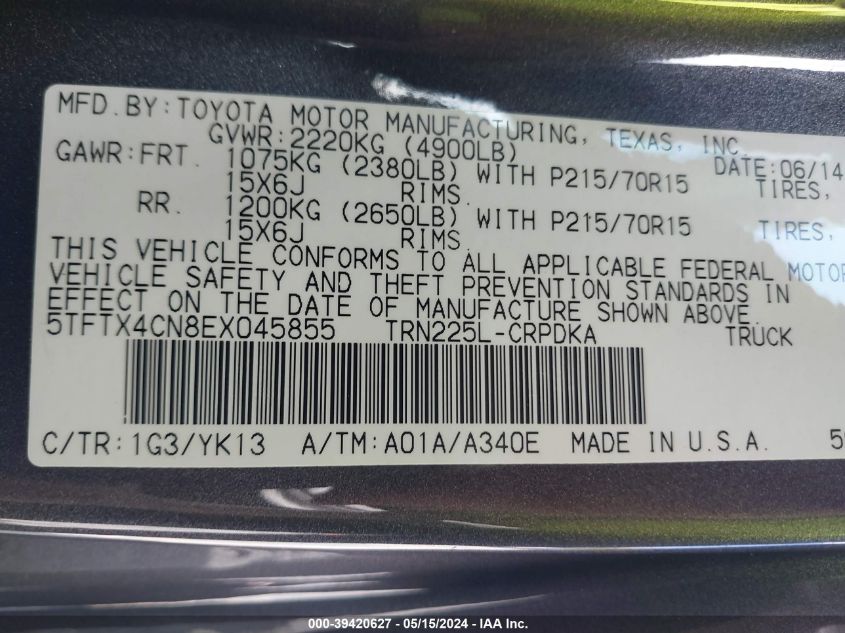 MFD. BY: TOYOTA MOTOR MANUFACTURING, TEXAS, INC
GVWR: 2220KG (4900LB) DATE: 06/14
GAWR: FRT. 1075KG (2380LB) WITH P215/70R15 TIRES,
15X6J RIMS.
RR. 1200KG (2650LB) WITH P215/70R15 TIRES,
15X6J RIMS
THIS VEHICLE CONFORMS TO ALL APPLICABLE FEDERAL MOTOR
VEHICLE SAFETY AND THEFT PREVENTION STANDARDS IN
EFFECT ON THE DATE OF MANUFACTURE SHOWN ABOVE.
5TFTX4CN8EX045855 TRN225L-CRPDKA TRUCK
C/TR: 1G3/YK13 A/TM: A01A/A340E MADE IN U.S.A.
000-39420627 - 05/15/2024 - IAA Inc.